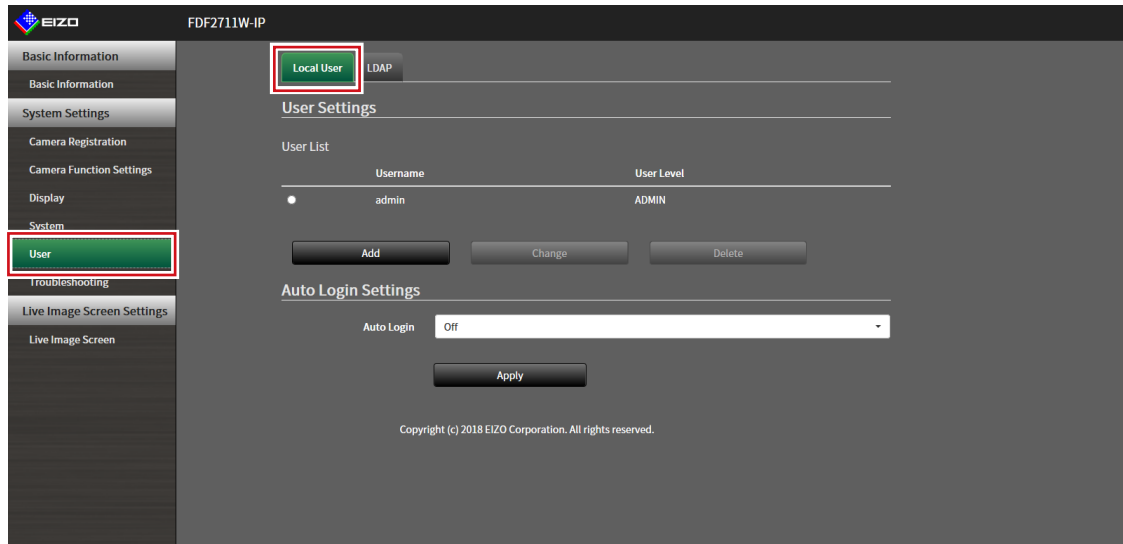 EIZO
FDF2711W-IP
Basic Information
Basic Information
System Settings
Camera Registration
Camera Function Settings
Display
System
User
Troubleshooting
Live Image Screen Settings
Live Image Screen
Local User LDAP
User Settings
User List
Username User Level
admin ADMIN
Add Change Delete
Auto Login Settings
Auto Login Off
Apply
Copyright (c) 2018 EIZO Corporation. All rights reserved.